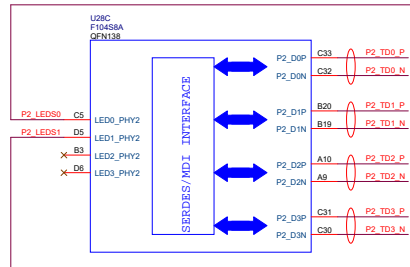 U28C
F104S8A
QFN138
P2_D0P C33 P2_TD0_P
P2_D0N C32 P2_TD0_N
P2_LEDS0 C5 LED0_PHY2
P2_LEDS1 D5 LED1_PHY2
B3 LED2_PHY2
D6 LED3_PHY2
SERDES/MDI INTERFACE
P2_D1P B20 P2_TD1_P
P2_D1N B19 P2_TD1_N
P2_D2P A10 P2_TD2_P
P2_D2N A9 P2_TD2_N
P2_D3P C31 P2_TD3_P
P2_D3N C30 P2_TD3_N